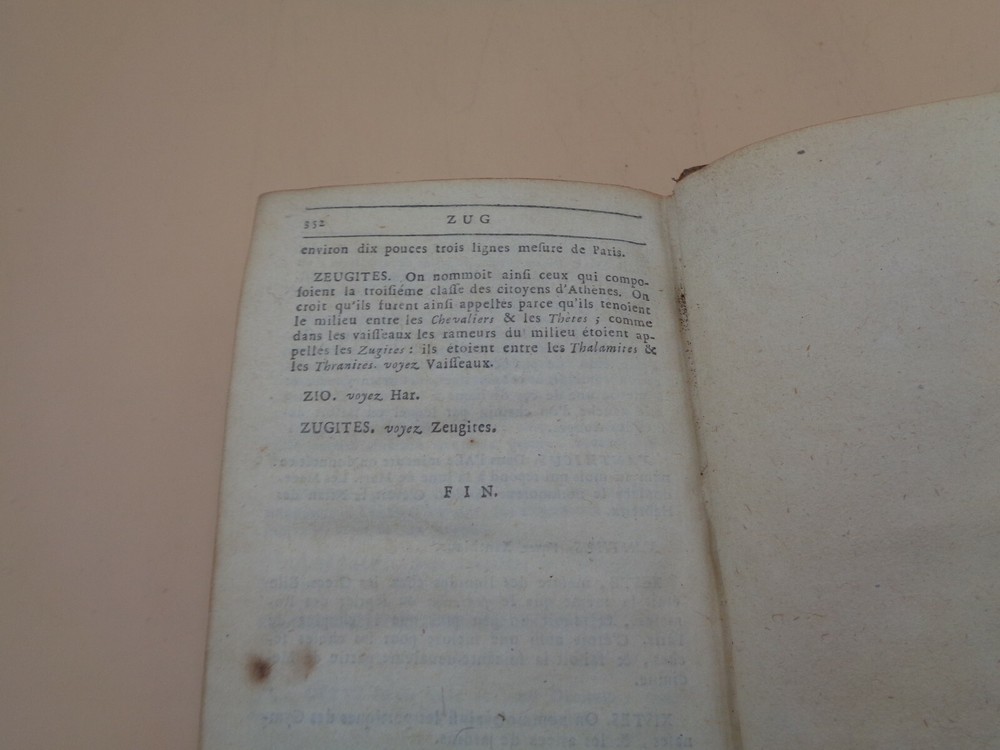 352 ZUG
environ dix pouces trois lignes meſure de Paris.
ZEUGITES. On nommoit ainſi ceux qui compo-
ſoient la troiſiéme claſſe des citoyens d'Athènes. On
croit qu'ils furent ainſi appellés parce qu'ils tenoient
le milieu entre les Chevaliers & les Thètes; comme
dans les vaiſſeaux les rameurs du milieu étoient ap-
pellés les Zugites: ils étoient entre les Thalamites &
les Thranites. voyez Vaiſſeaux.
ZIO. voyez Har.
ZUGITES. voyez Zeugites.
FIN.